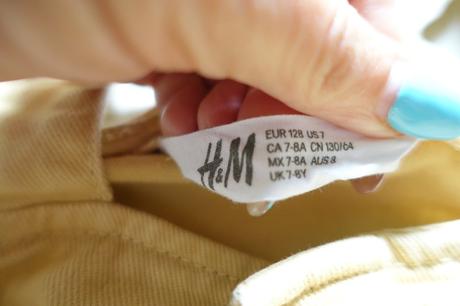 H&M
EUR 128 US 7
CA 7-8A CN 130/64
MX 7-8A AUS 8
UK 7-8Y